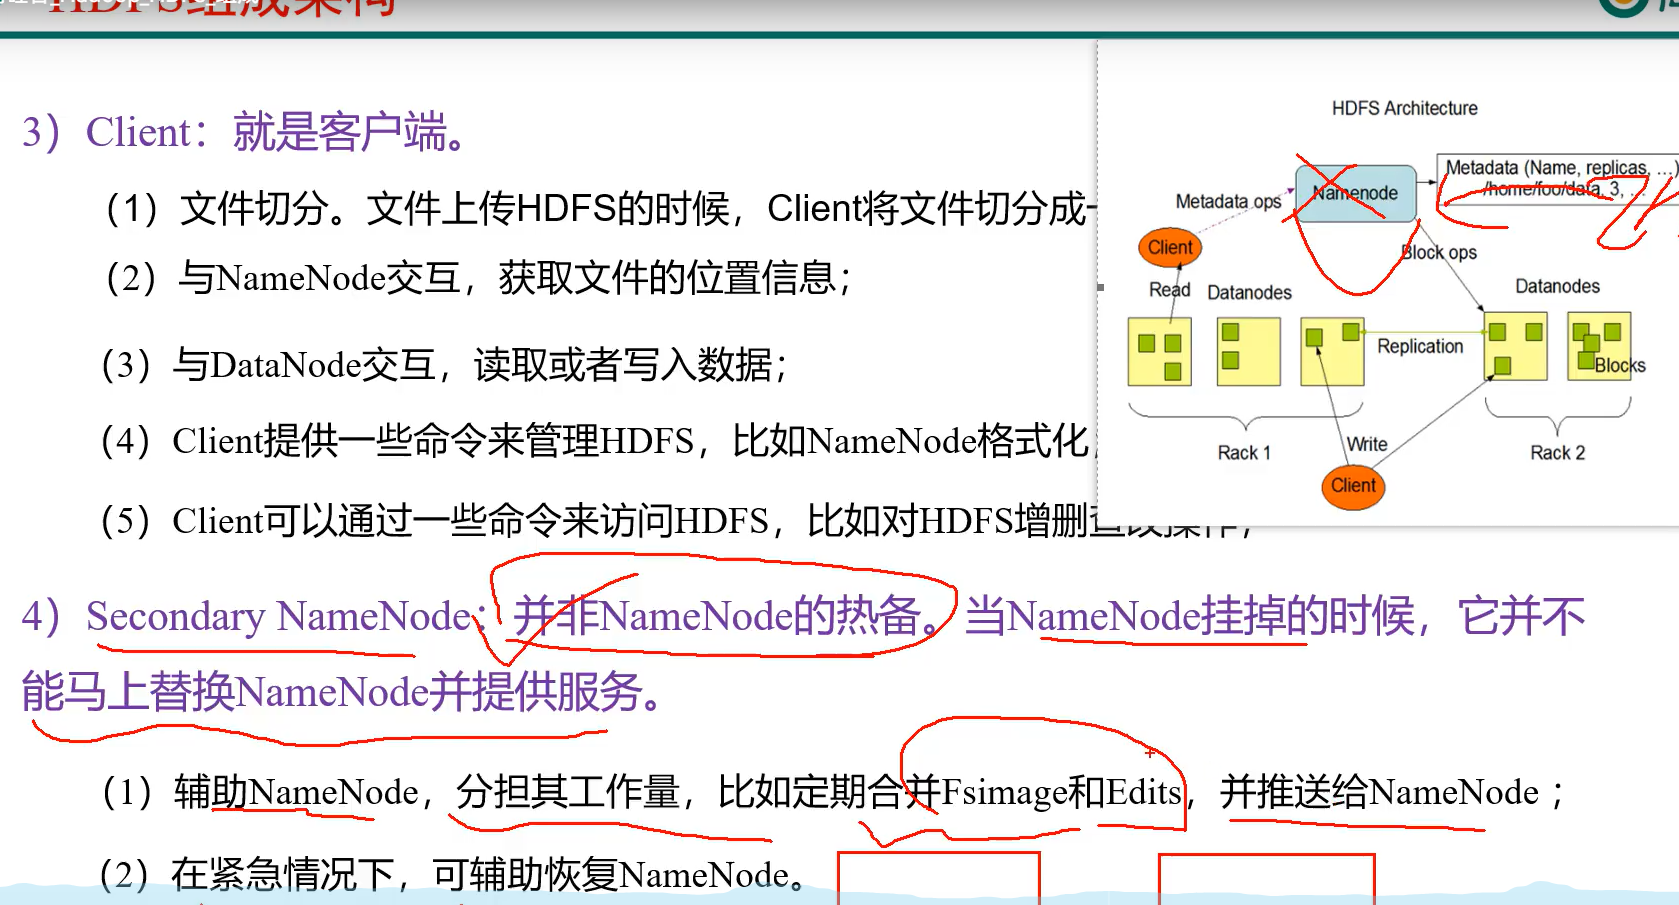 HDFS组成架构
3）Client：就是客户端。
（1）文件切分。文件上传HDFS的时候，Client将文件切分成
（2）与NameNode交互，获取文件的位置信息；
（3）与DataNode交互，读取或者写入数据；
（4）Client提供一些命令来管理HDFS，比如NameNode格式化
（5）Client可以通过一些命令来访问HDFS，比如对HDFS增删查改操作；
4）Secondary NameNode：并非NameNode的热备。当NameNode挂掉的时候，它并不
能马上替换NameNode并提供服务。
（1）辅助NameNode，分担其工作量，比如定期合并Fsimage和Edits，并推送给NameNode ；
（2）在紧急情况下，可辅助恢复NameNode。
HDFS Architecture
Namenode
Metadata (Name, replicas, ...)
/home/foo/data, 3, ...
Metadata ops
Client
Block ops
Read
Datanodes
Datanodes
Replication
Blocks
Write
Rack 1
Rack 2
Client